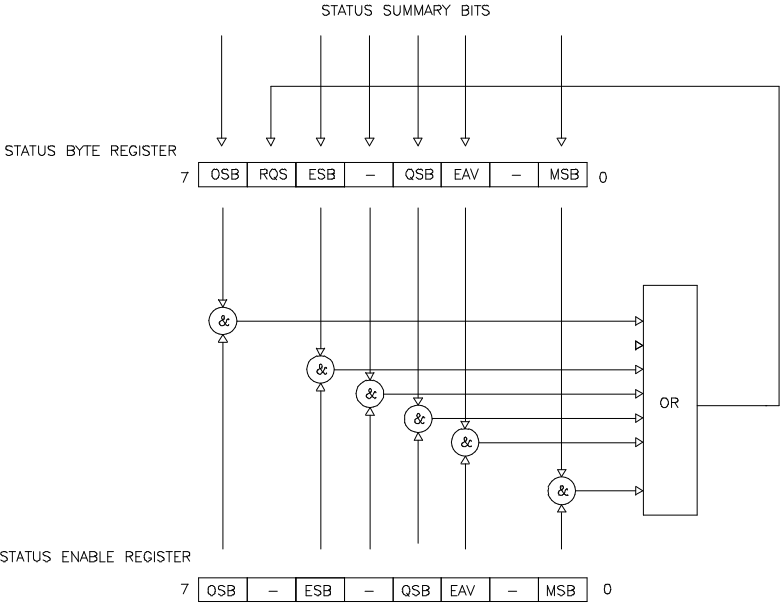 STATUS SUMMARY BITS
STATUS BYTE REGISTER
7 OSB RQS ESB - QSB EAV - MSB 0
&
&
&
OR
&
&
&
STATUS ENABLE REGISTER
7 OSB - ESB - QSB EAV - MSB 0